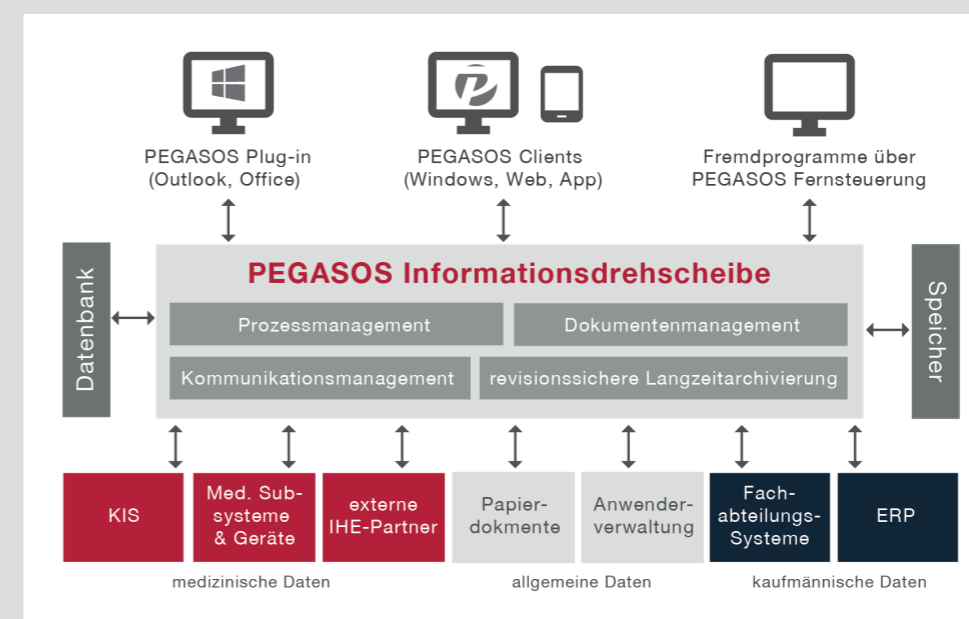 PEGASOS Plug-in
(Outlook, Office)
PEGASOS Clients
(Windows, Web, App)
Fremdprogramme über
PEGASOS Fernsteuerung
Datenbank
PEGASOS Informationsdrehscheibe
Prozessmanagement
Dokumentenmanagement
Kommunikationsmanagement
revisionssichere Langzeitarchivierung
Speicher
KIS
Med. Sub-
systeme
& Geräte
externe
IHE-Partner
Papier-
dokmente
Anwender-
verwaltung
Fach-
abteilungs-
Systeme
ERP
medizinische Daten
allgemeine Daten
kaufmännische Daten